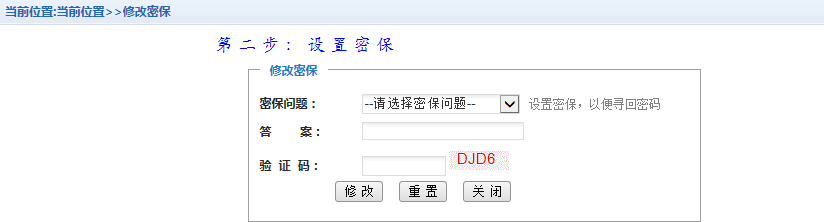 当前位置:当前位置>>修改密保
第二步：设置密保
修改密保
密保问题： --请选择密保问题-- 设置密保，以便寻回密码
答 案：
验 证 码： DJD6
修 改 重 置 关 闭